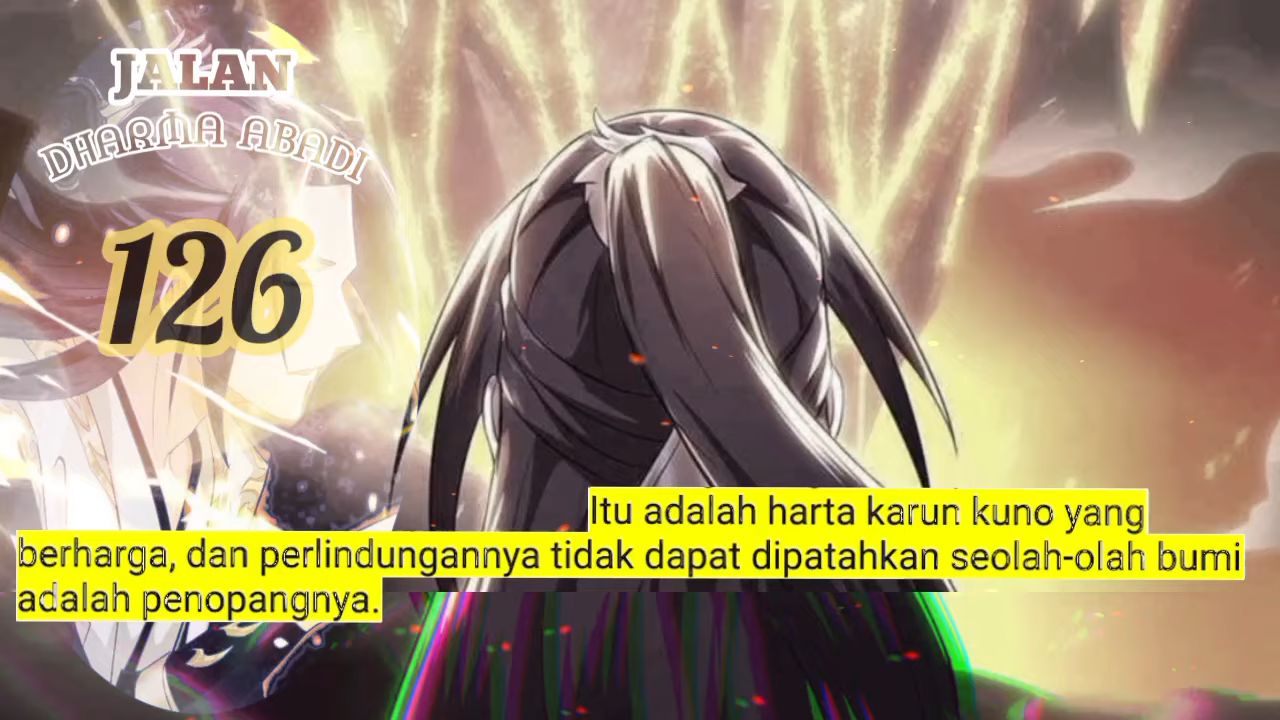 JALAN
DHARMA ABADI
126
Itu adalah harta karun kuno yang
berharga, dan perlindungannya tidak dapat dipatahkan seolah-olah bumi
adalah penopangnya.